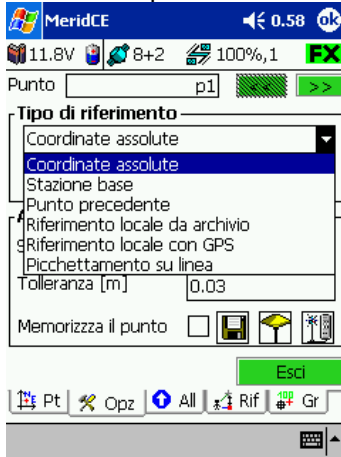 MeridCE 0.58 ok
11.8V 8+2 100%,1 FX
Punto p1 << >>
Tipo di riferimento
Coordinate assolute
Coordinate assolute
Stazione base
Punto precedente
Riferimento locale da archivio
Riferimento locale con GPS
Picchettamento su linea
Tolleranza [m] 0.03
Memorizzza il punto
Esci
Pt Opz All Rif Gr